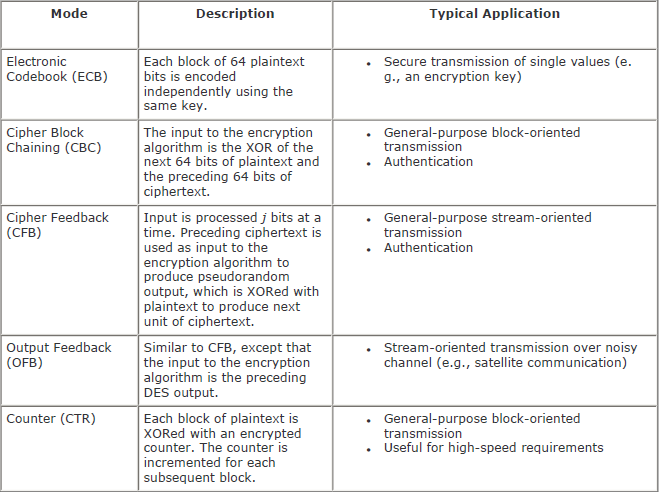 Mode
Description
Typical Application
Electronic
Codebook (ECB)
Each block of 64 plaintext
bits is encoded
independently using the
same key.
• Secure transmission of single values (e.
g., an encryption key)
Cipher Block
Chaining (CBC)
The input to the encryption
algorithm is the XOR of the
next 64 bits of plaintext and
the preceding 64 bits of
ciphertext.
• General-purpose block-oriented
transmission
• Authentication
Cipher Feedback
(CFB)
Input is processed j bits at a
time. Preceding ciphertext is
used as input to the
encryption algorithm to
produce pseudorandom
output, which is XORed with
plaintext to produce next
unit of ciphertext.
• General-purpose stream-oriented
transmission
• Authentication
Output Feedback
(OFB)
Similar to CFB, except that
the input to the encryption
algorithm is the preceding
DES output.
• Stream-oriented transmission over noisy
channel (e.g., satellite communication)
Counter (CTR)
Each block of plaintext is
XORed with an encrypted
counter. The counter is
incremented for each
subsequent block.
• General-purpose block-oriented
transmission
• Useful for high-speed requirements